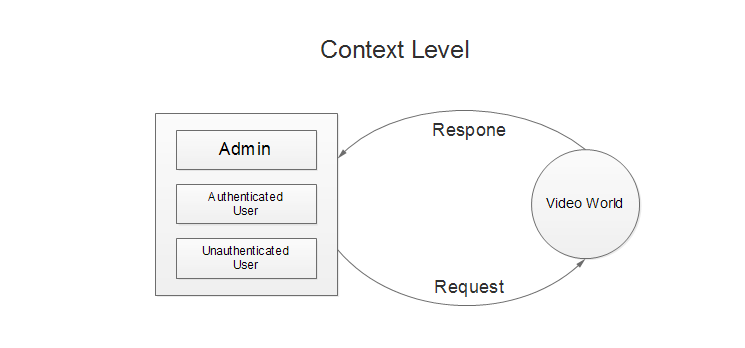 Context Level
Respone
Admin
Authenticated
User
Video World
Unauthenticated
User
Request